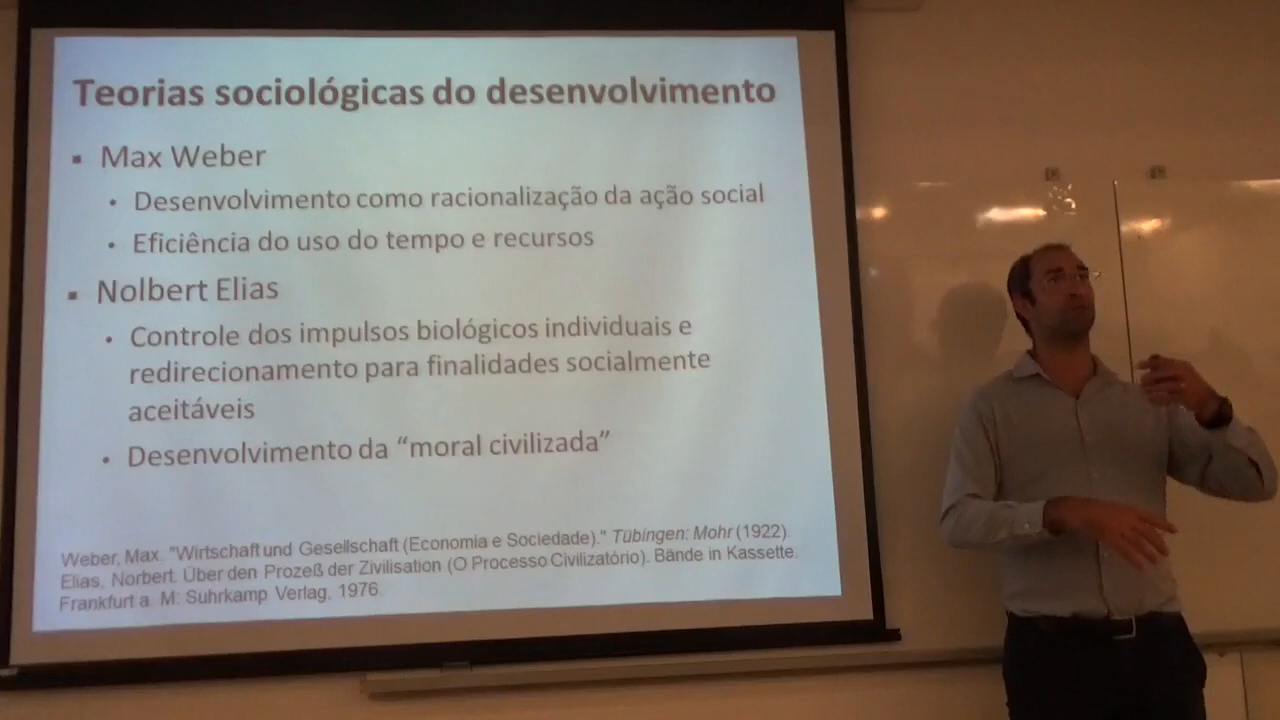 Teorias sociológicas do desenvolvimento
▪ Max Weber
• Desenvolvimento como racionalização da ação social
• Eficiência do uso do tempo e recursos
▪ Nolbert Elias
• Controle dos impulsos biológicos individuais e
redirecionamento para finalidades socialmente
aceitáveis
• Desenvolvimento da “moral civilizada”
Weber, Max. "Wirtschaft und Gesellschaft (Economia e Sociedade)." Tübingen: Mohr (1922).
Elias, Norbert. Über den Prozeß der Zivilisation (O Processo Civilizatório). Bände in Kassette.
Frankfurt a. M: Suhrkamp Verlag, 1976.